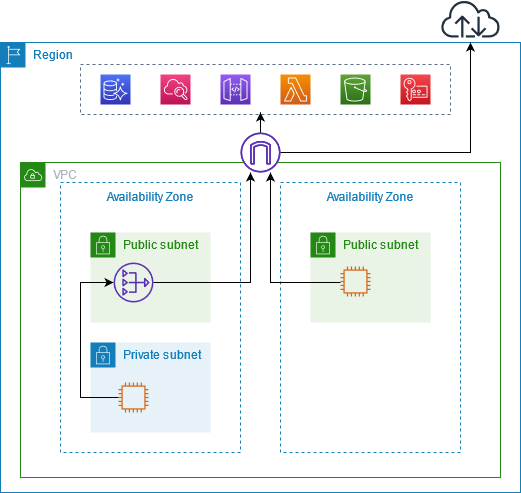 Region
VPC
Availability Zone
Availability Zone
Public subnet
Public subnet
Private subnet